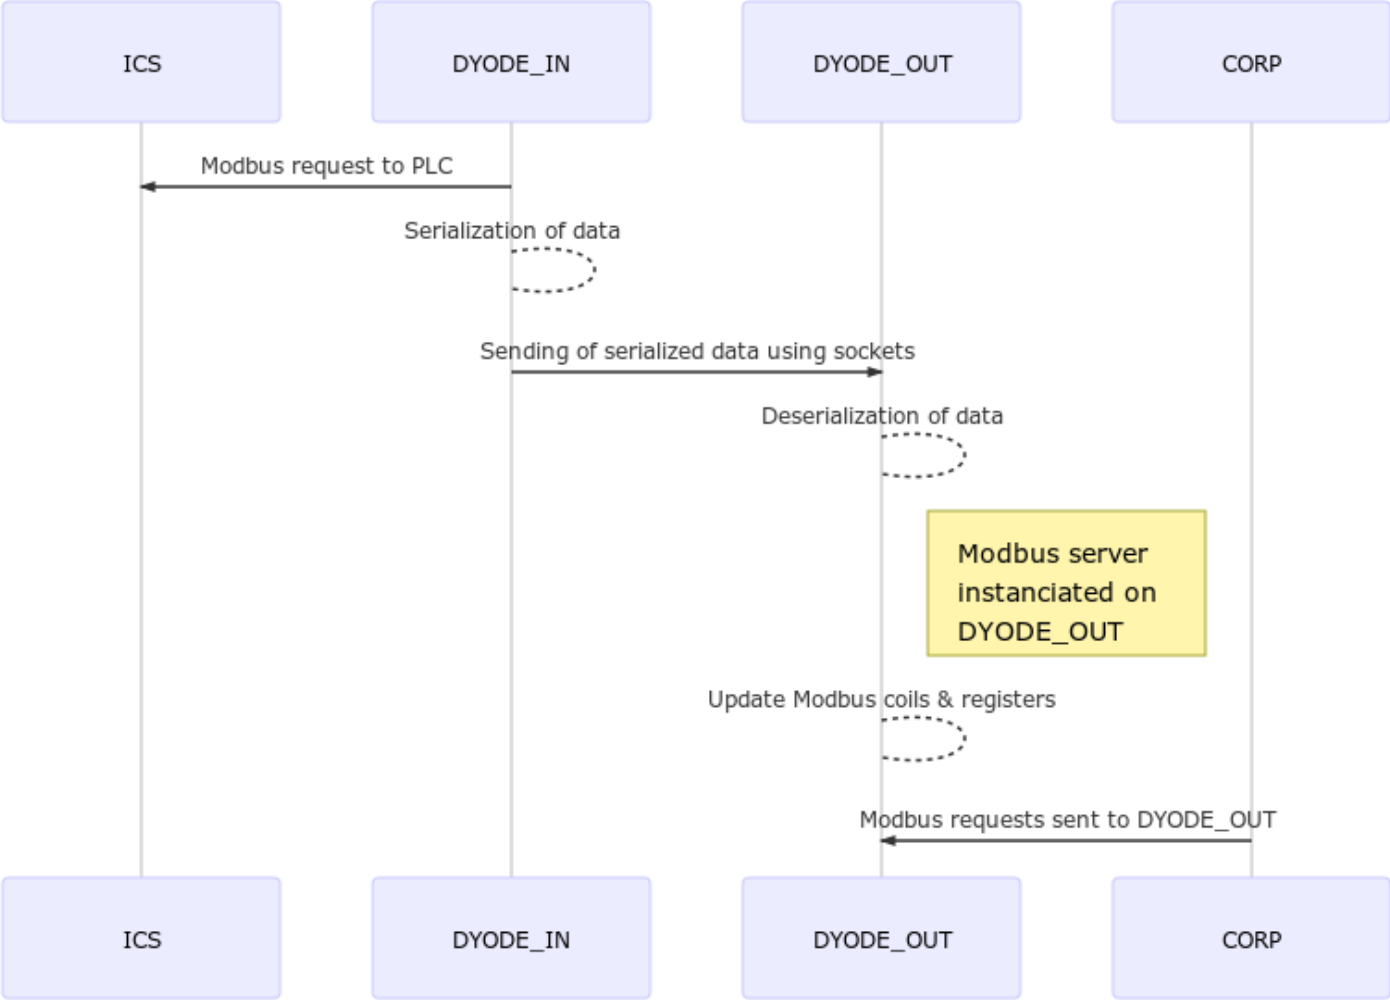 ICS
DYODE_IN
DYODE_OUT
CORP
Modbus request to PLC
Serialization of data
Sending of serialized data using sockets
Deserialization of data
Modbus server
instanciated on
DYODE_OUT
Update Modbus coils & registers
Modbus requests sent to DYODE_OUT
ICS
DYODE_IN
DYODE_OUT
CORP